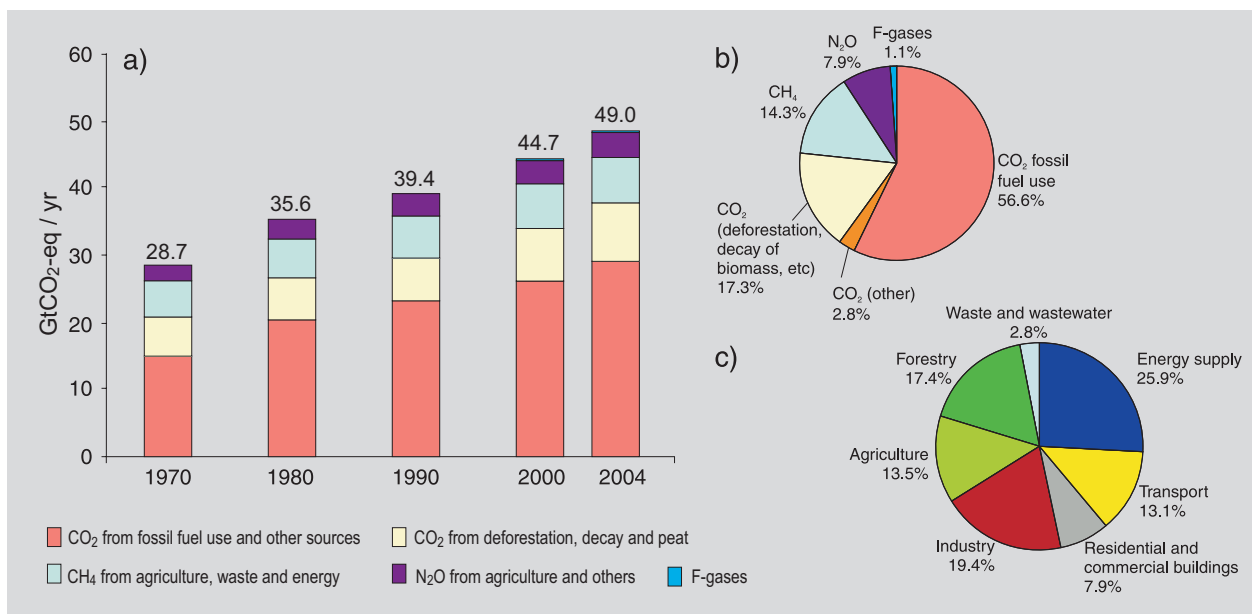 a)
GtCO₂-eq / yr
60
50
40
30
20
10
0
28.7
35.6
39.4
44.7
49.0
1970
1980
1990
2000
2004
CO₂ from fossil fuel use and other sources
CO₂ from deforestation, decay and peat
CH₄ from agriculture, waste and energy
N₂O from agriculture and others
F-gases
b)
F-gases
1.1%
N₂O
7.9%
CH₄
14.3%
CO₂ fossil
fuel use
56.6%
CO₂
(deforestation,
decay of
biomass, etc)
17.3%
CO₂ (other)
2.8%
c)
Waste and wastewater
2.8%
Forestry
17.4%
Energy supply
25.9%
Agriculture
13.5%
Transport
13.1%
Industry
19.4%
Residential and
commercial buildings
7.9%